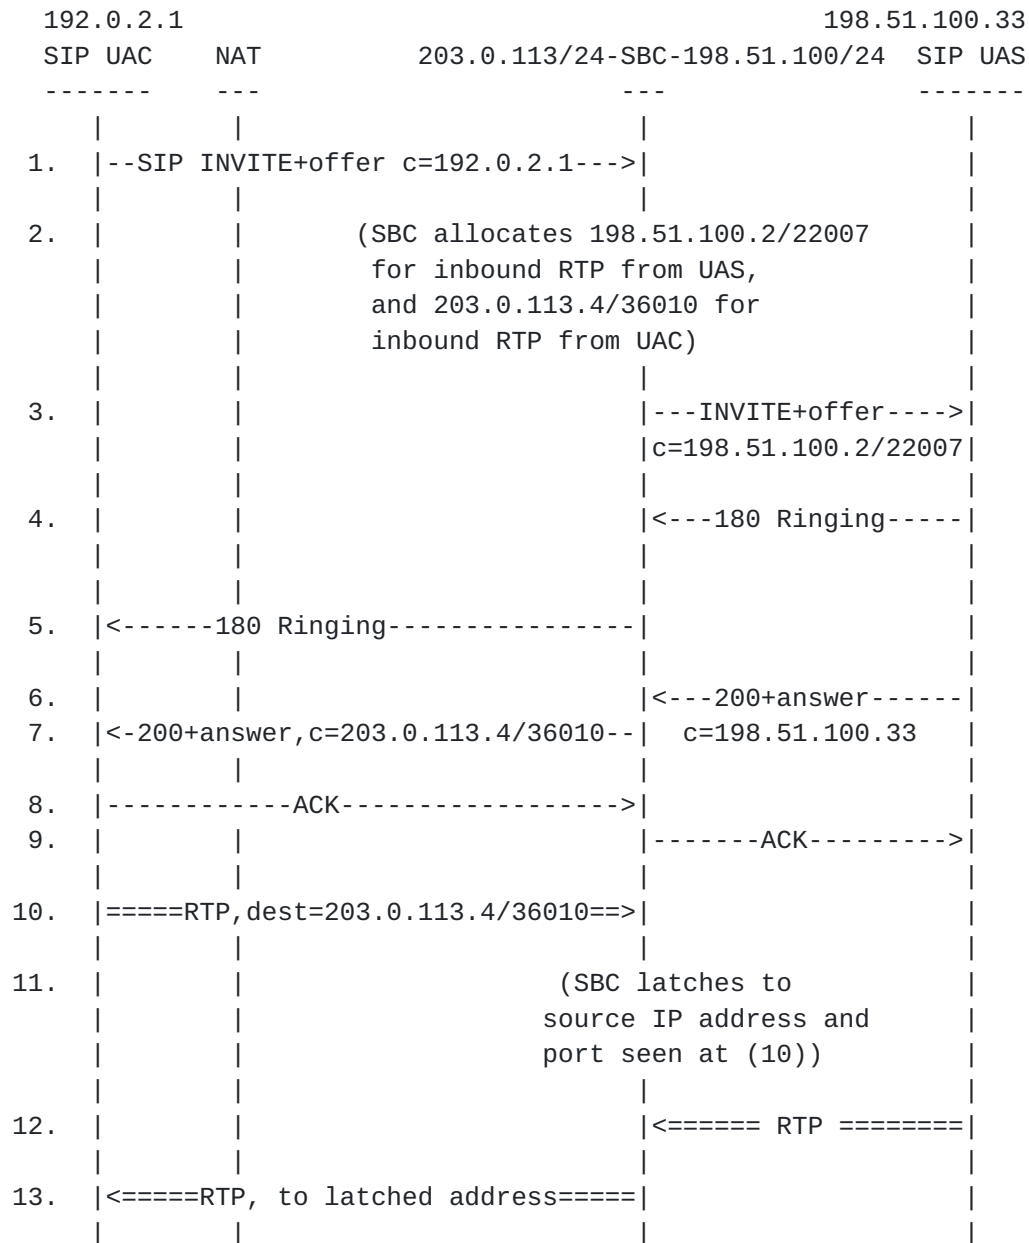 192.0.2.1                                         198.51.100.33
SIP UAC    NAT          203.0.113/24-SBC-198.51.100/24  SIP UAS
-------    ---                       ---                -------
   |        |                         |                    |
1.  |--SIP INVITE+offer c=192.0.2.1--->|                    |
   |        |                         |                    |
2.  |        |        (SBC allocates 198.51.100.2/22007      |
   |        |         for inbound RTP from UAS,            |
   |        |         and 203.0.113.4/36010 for            |
   |        |         inbound RTP from UAC)                |
   |        |                         |                    |
3.  |        |                         |---INVITE+offer---->|
   |        |                         |c=198.51.100.2/22007|
   |        |                         |                    |
4.  |        |                         |<---180 Ringing-----|
   |        |                         |                    |
   |        |                         |                    |
5.  |<------180 Ringing----------------|                    |
   |        |                         |                    |
6.  |        |                         |<---200+answer------|
7.  |<-200+answer,c=203.0.113.4/36010--|  c=198.51.100.33   |
   |        |                         |                    |
8.  |------------ACK------------------>|                    |
9.  |        |                         |-------ACK--------->|
   |        |                         |                    |
10.  |=====RTP,dest=203.0.113.4/36010==>|                    |
   |        |                         |                    |
11.  |        |                    (SBC latches to           |
   |        |                   source IP address and      |
   |        |                   port seen at (10))         |
   |        |                         |                    |
12.  |        |                         |<====== RTP ========|
   |        |                         |                    |
13.  |<=====RTP, to latched address=====|                    |
   |        |                         |                    |